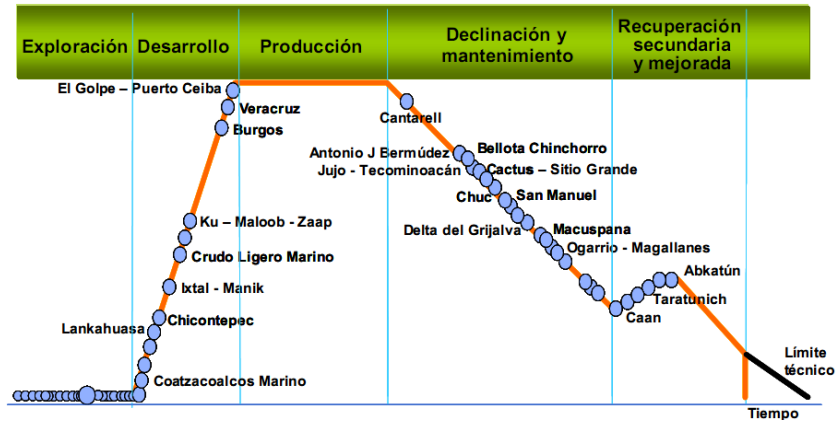 Exploración
Desarrollo
Producción
Declinación y
mantenimiento
Recuperación
secundaria
y mejorada
El Golpe – Puerto Ceiba
Veracruz
Burgos
Ku – Maloob - Zaap
Crudo Ligero Marino
Ixtal - Manik
Chicontepec
Lankahuasa
Coatzacoalcos Marino
Cantarell
Antonio J Bermúdez
Bellota Chinchorro
Jujo - Tecominoacán
Cactus – Sitio Grande
Chuc
San Manuel
Delta del Grijalva
Macuspana
Ogarrio - Magallanes
Abkatún
Taratunich
Caan
Límite
técnico
Tiempo